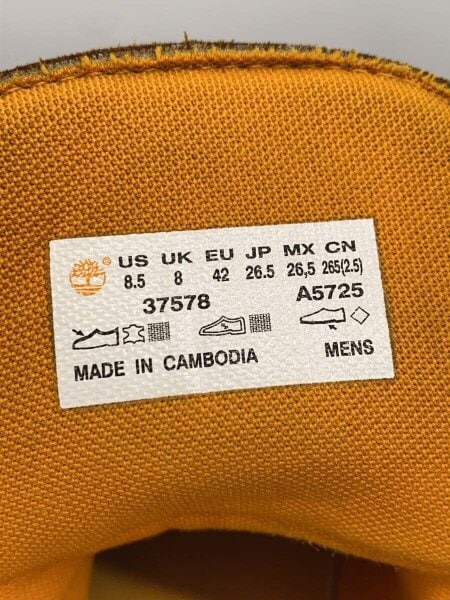 US UK EU JP MX CN
8.5 8 42 26.5 26,5 265(2.5)
37578 A5725
MADE IN CAMBODIA MENS
®